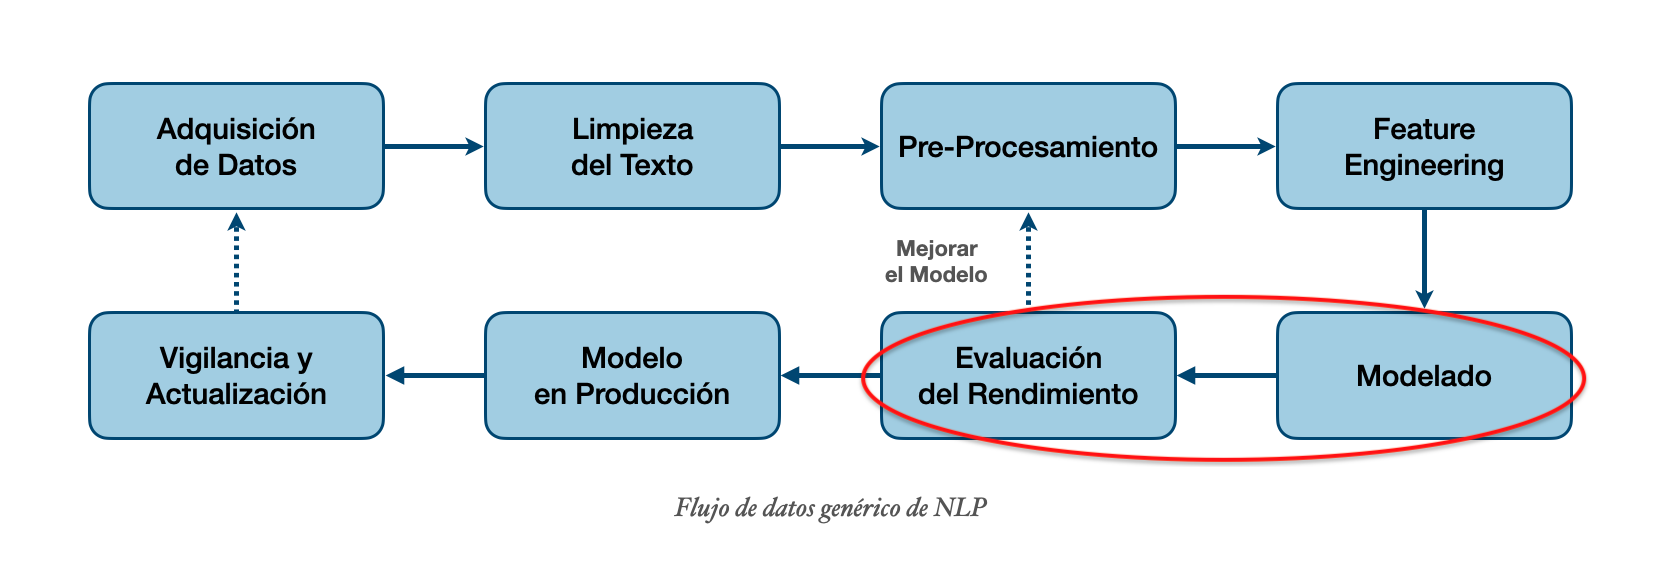 Adquisición
de Datos
Limpieza
del Texto
Pre-Procesamiento
Feature
Engineering
Mejorar
el Modelo
Vigilancia y
Actualización
Modelo
en Producción
Evaluación
del Rendimiento
Modelado
Flujo de datos genérico de NLP